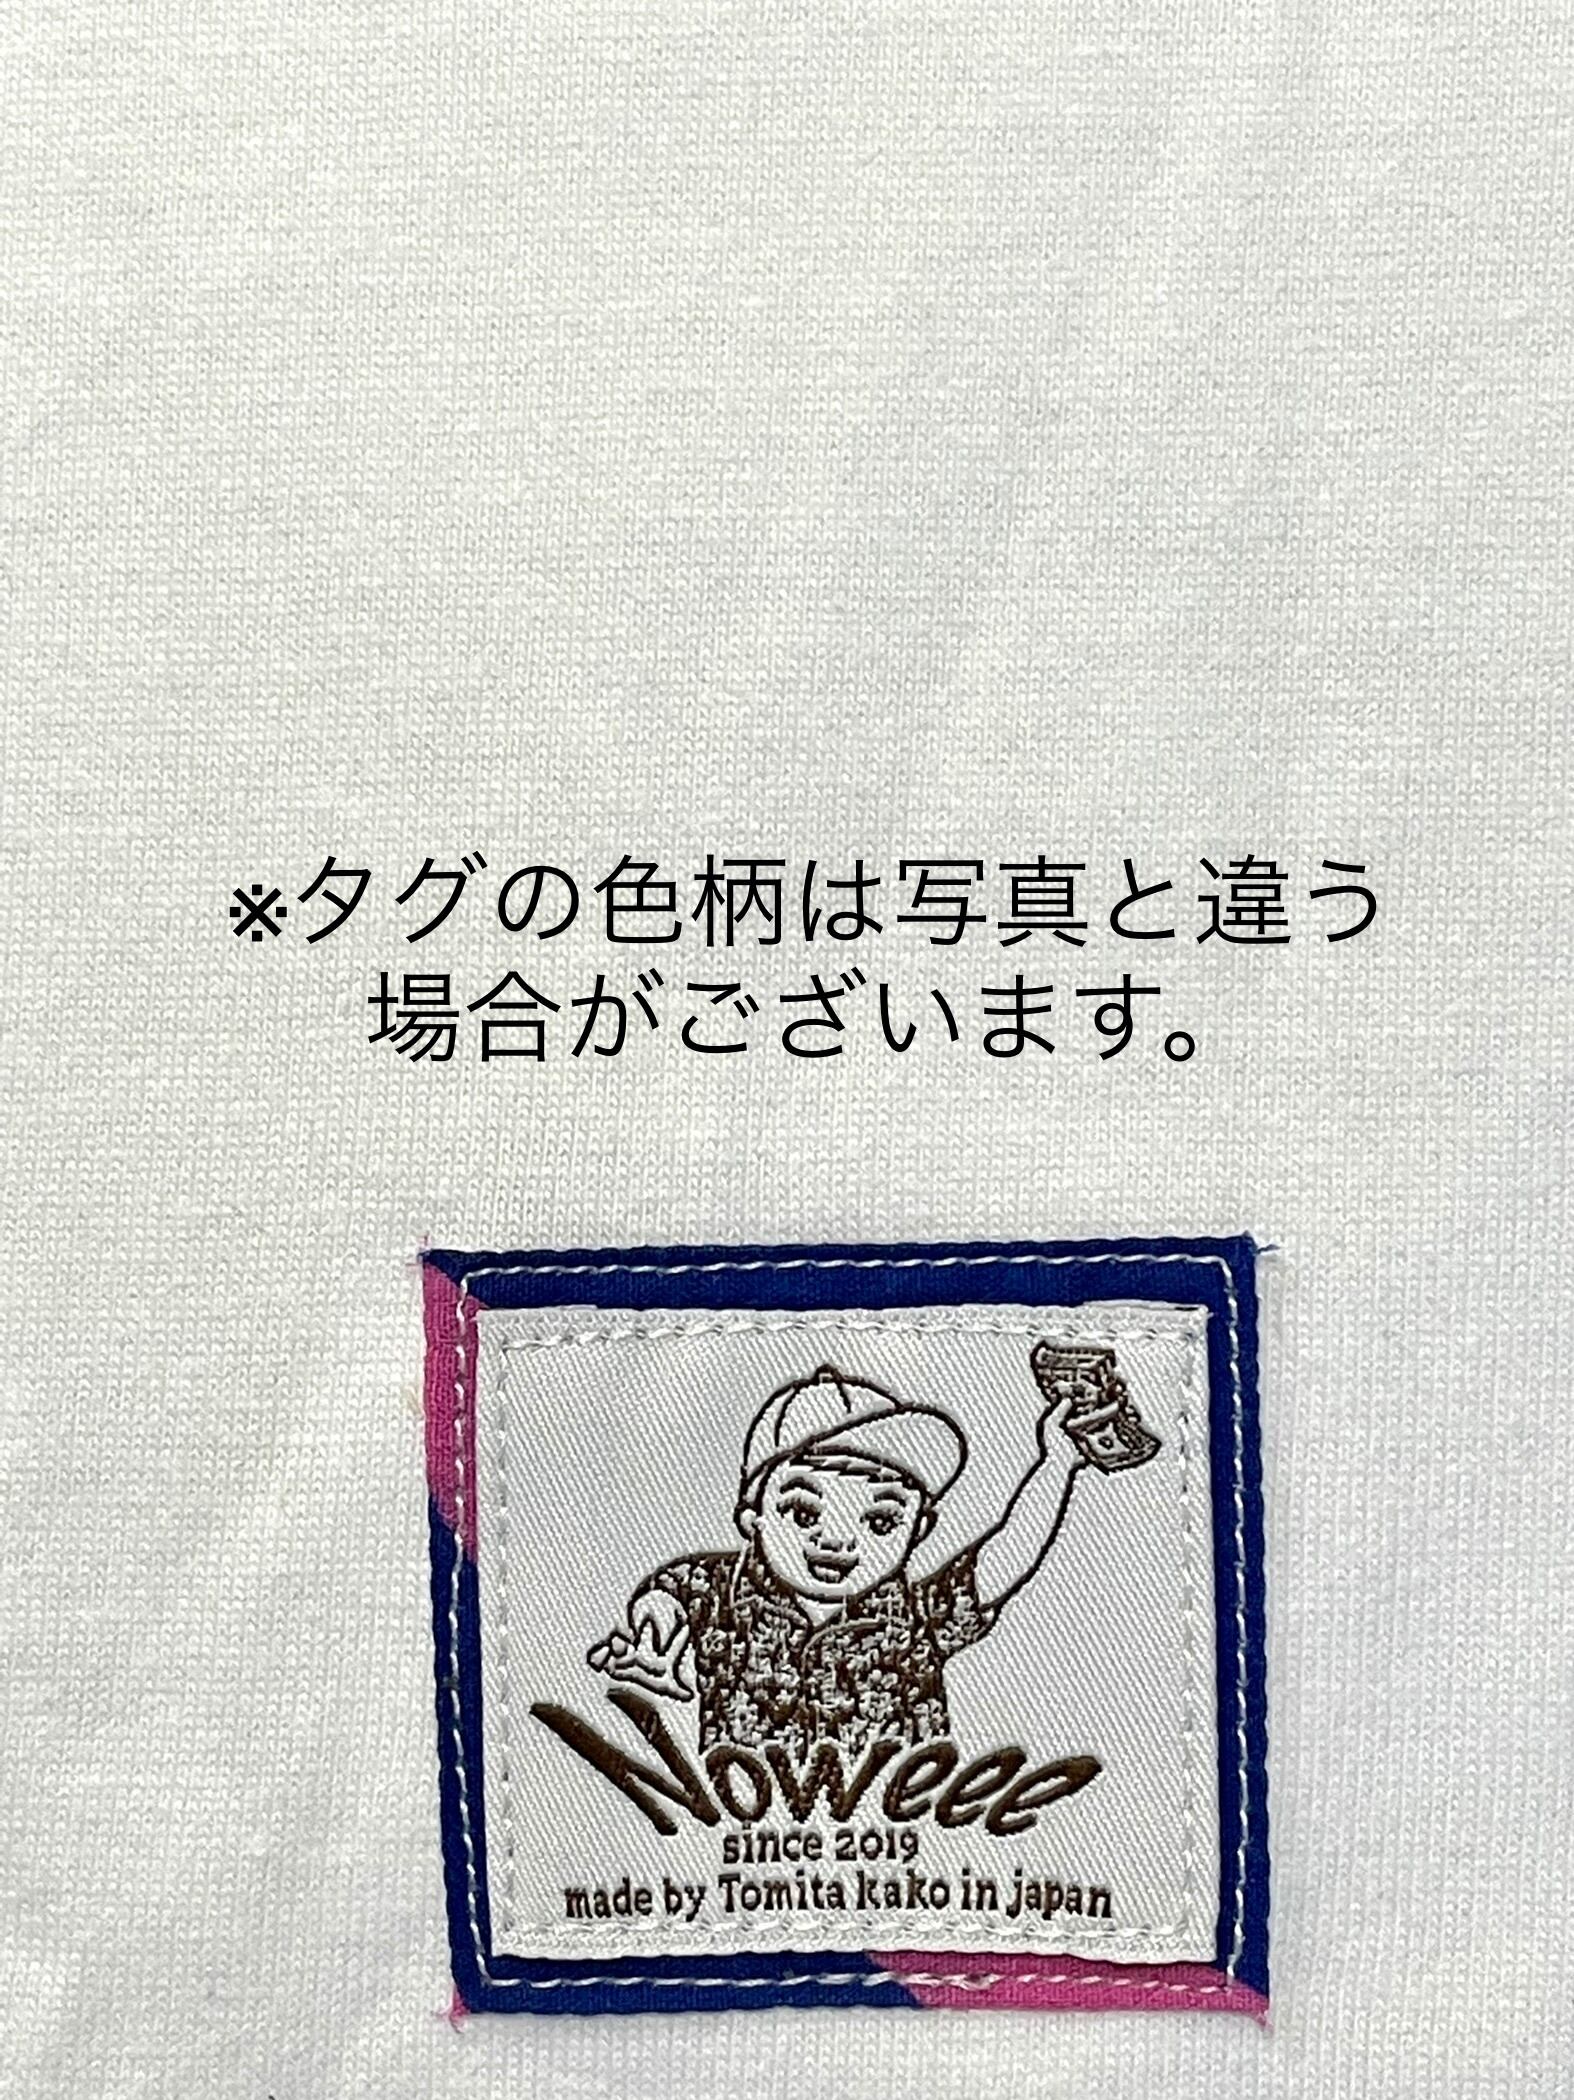 ※タグの色柄は写真と違う
場合がございます。
Noweee
since 2019
made by Tomita kako in japan